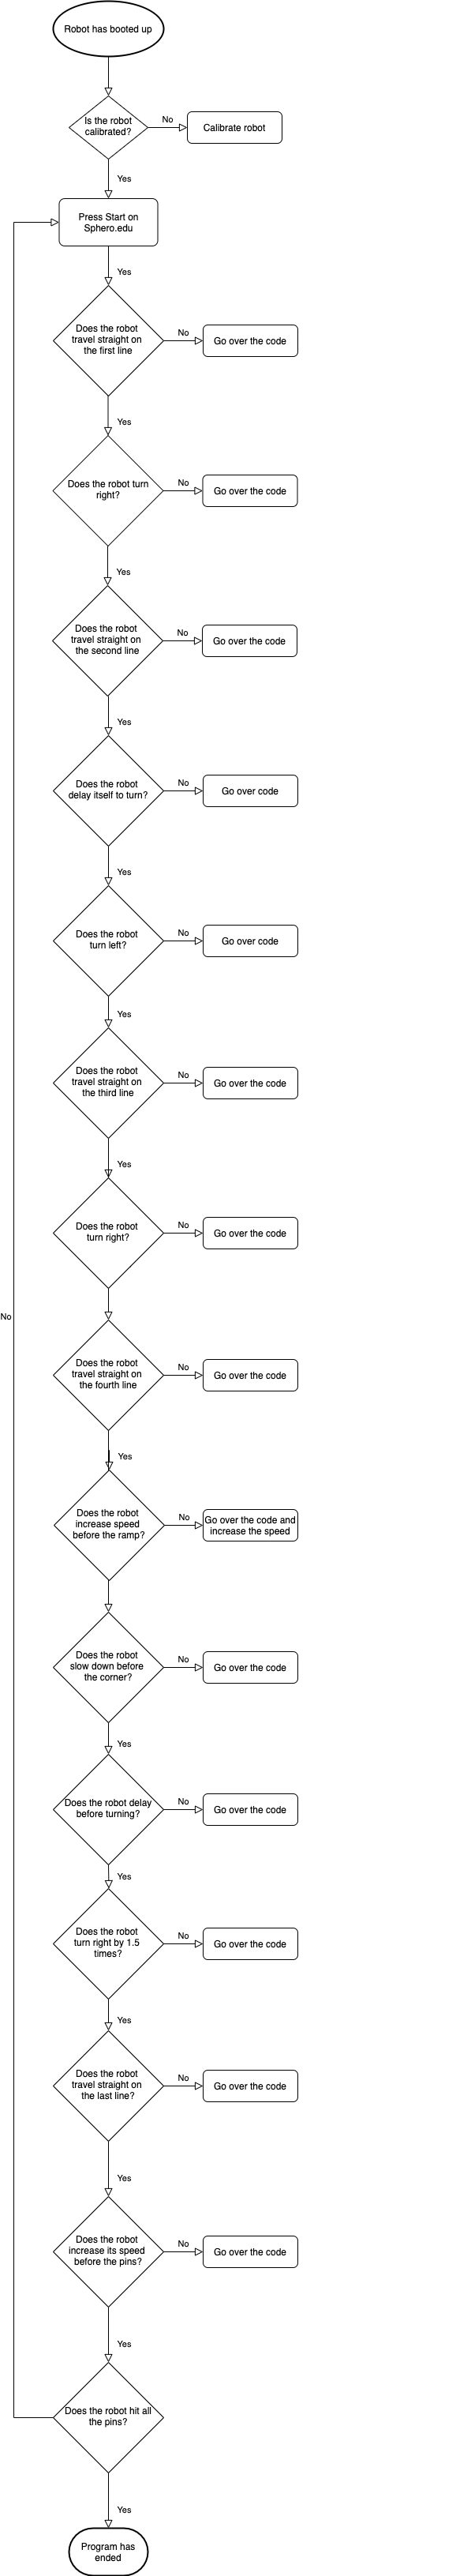 Robot has booted up
Is the robot
calibrated?
No
Calibrate robot
Yes
Press Start on
Sphero.edu
Yes
Does the robot
travel straight on
the first line
No
Go over the code
Yes
Does the robot turn
right?
No
Go over the code
Yes
Does the robot
travel straight on
the second line
No
Go over the code
Yes
Does the robot
delay itself to turn?
No
Go over code
Yes
Does the robot
turn left?
No
Go over code
Yes
Does the robot
travel straight on
the third line
No
Go over the code
Yes
Does the robot
turn right?
No
Go over the code
No
Does the robot
travel straight on
the fourth line
No
Go over the code
Yes
Does the robot
increase speed
before the ramp?
No
Go over the code and
increase the speed
Does the robot
slow down before
the corner?
No
Go over the code
Yes
Does the robot delay
before turning?
No
Go over the code
Yes
Does the robot
turn right by 1.5
times?
No
Go over the code
Yes
Does the robot
travel straight on
the last line?
No
Go over the code
Yes
Does the robot
increase its speed
before the pins?
No
Go over the code
Yes
Does the robot hit all
the pins?
Yes
Program has
ended